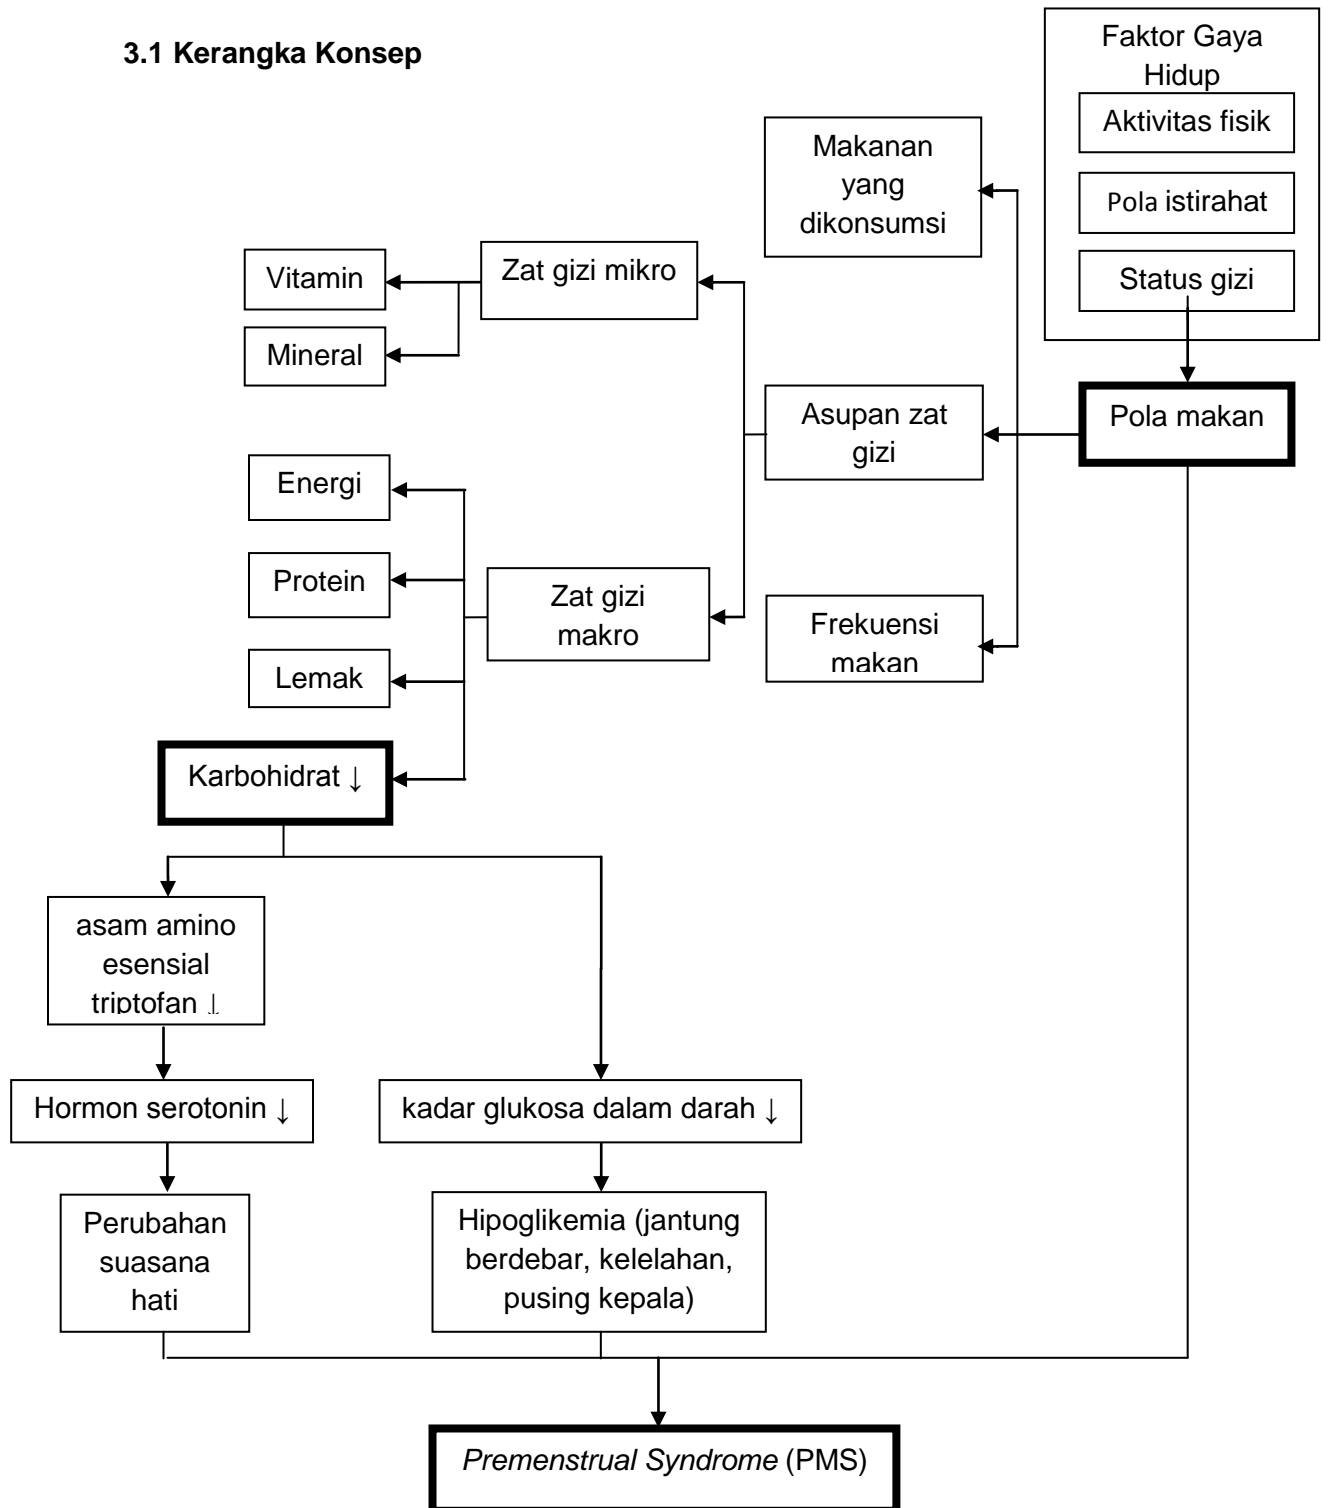 3.1 Kerangka Konsep
Faktor Gaya
Hidup
Aktivitas fisik
Pola istirahat
Status gizi
Makanan
yang
dikonsumsi
Zat gizi mikro
Vitamin
Mineral
Asupan zat
gizi
Pola makan
Energi
Protein
Zat gizi
makro
Frekuensi
makan
Lemak
Karbohidrat ↓
asam amino
esensial
triptofan ↓
Hormon serotonin ↓
kadar glukosa dalam darah ↓
Perubahan
suasana
hati
Hipoglikemia (jantung
berdebar, kelelahan,
pusing kepala)
Premenstrual Syndrome (PMS)